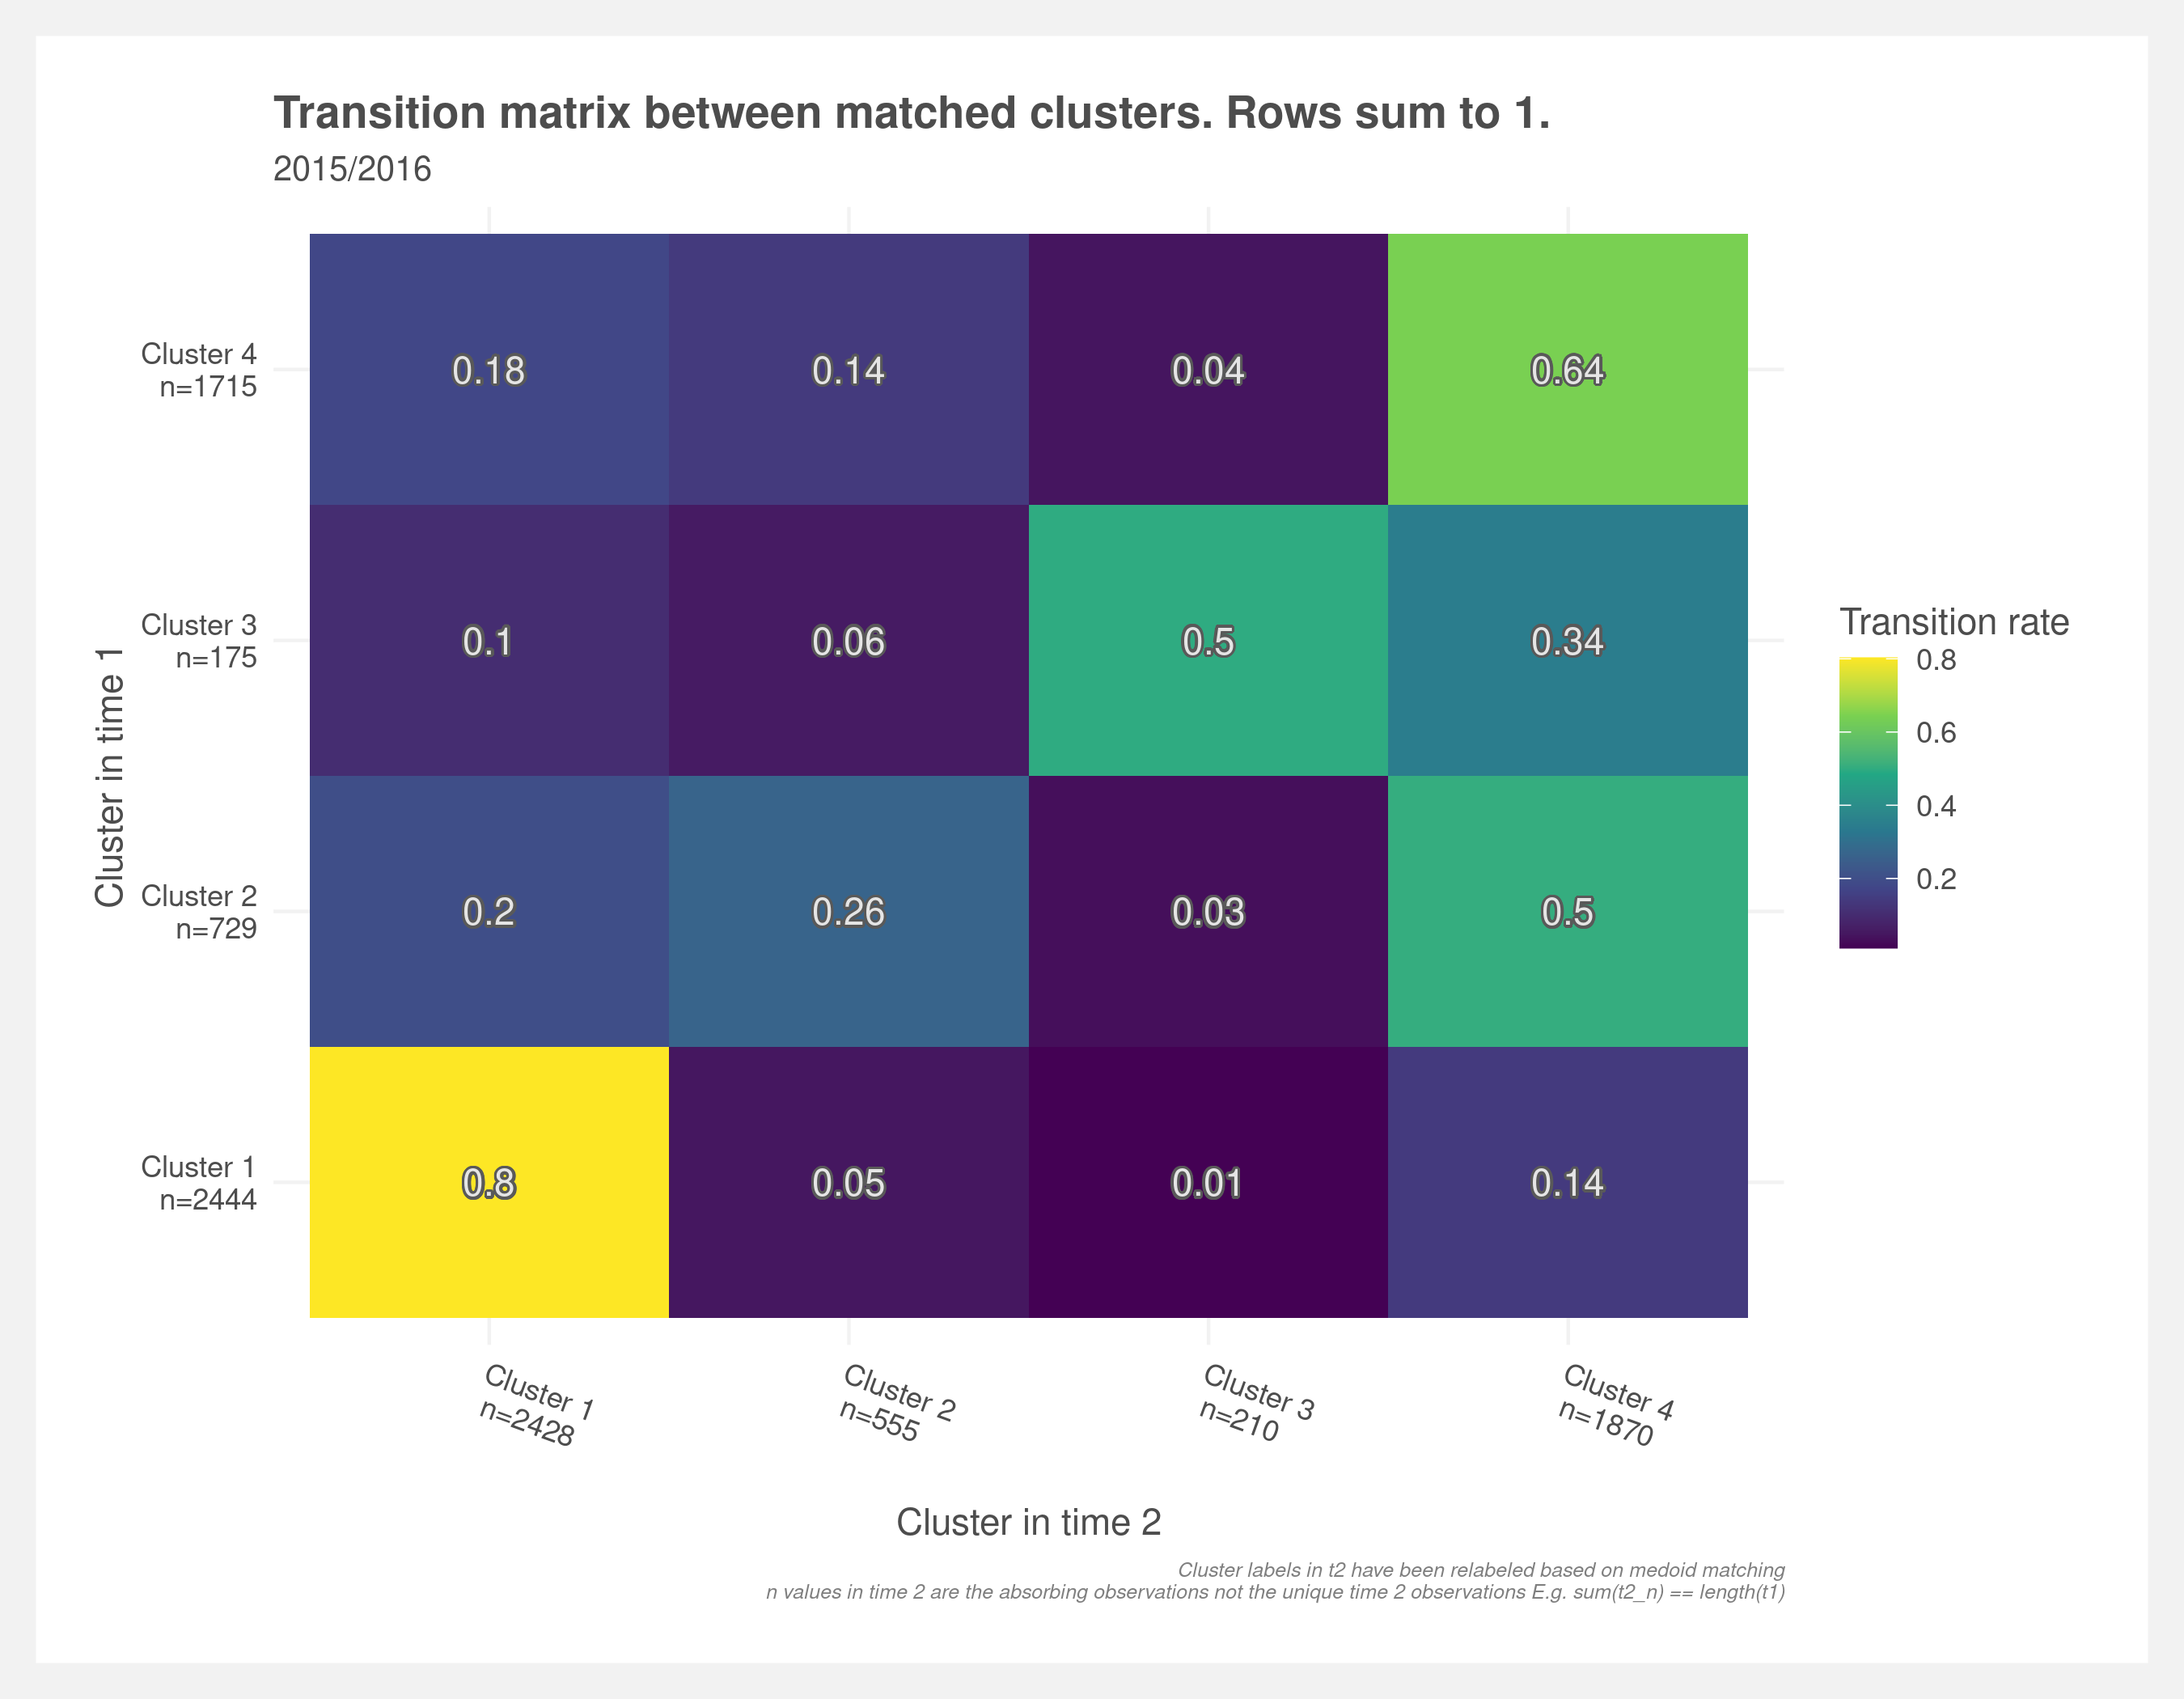 Transition matrix between matched clusters. Rows sum to 1.
2015/2016
Cluster in time 1
Cluster 4
n=1715
0.18
0.14
0.04
0.64
Cluster 3
n=175
0.1
0.06
0.5
0.34
Cluster 2
n=729
0.2
0.26
0.03
0.5
Cluster 1
n=2444
0.8
0.05
0.01
0.14
Cluster 1
n=2428
Cluster 2
n=555
Cluster 3
n=210
Cluster 4
n=1870
Cluster in time 2
Transition rate
0.8
0.6
0.4
0.2
Cluster labels in t2 have been relabeled based on medoid matching
n values in time 2 are the absorbing observations not the unique time 2 observations E.g. sum(t2_n) == length(t1)